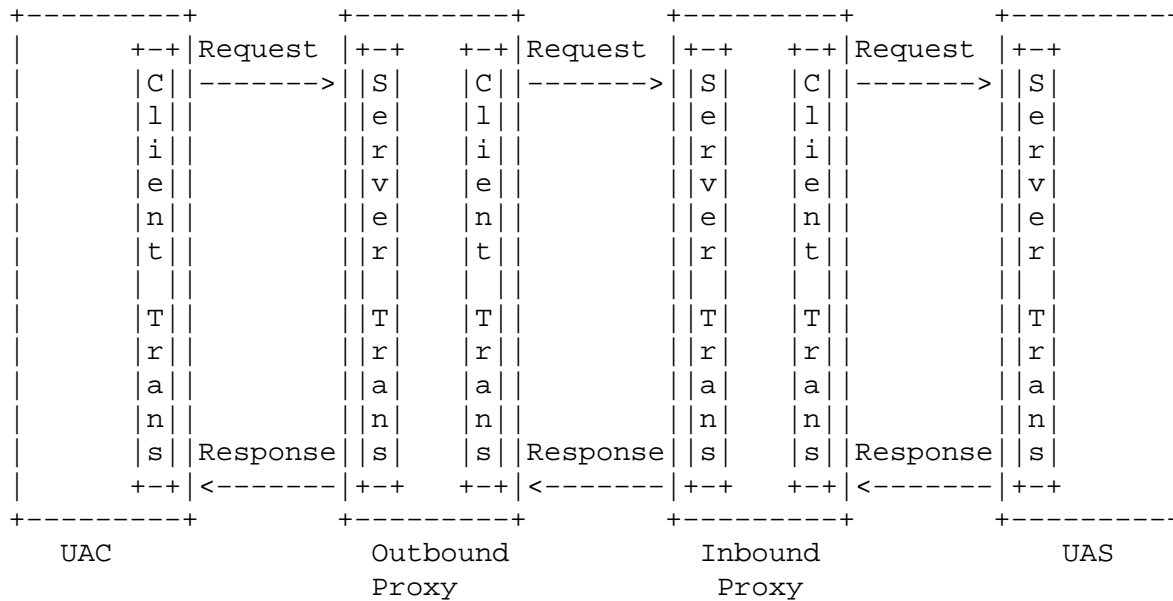 +---------+ +---------+ +---------+ +---------
| +-+|Request |+-+ +-+|Request |+-+ +-+|Request |+-+
| |C||------->||S| |C||------->||S| |C||------->||S|
| |l|| ||e| |l|| ||e| |l|| ||e|
| |i|| ||r| |i|| ||r| |i|| ||r|
| |e|| ||v| |e|| ||v| |e|| ||v|
| |n|| ||e| |n|| ||e| |n|| ||e|
| |t|| ||r| |t|| ||r| |t|| ||r|
| | || || | | || || | | || || |
| |T|| ||T| |T|| ||T| |T|| ||T|
| |r|| ||r| |r|| ||r| |r|| ||r|
| |a|| ||a| |a|| ||a| |a|| ||a|
| |n|| ||n| |n|| ||n| |n|| ||n|
| |s||Response||s| |s||Response||s| |s||Response||s|
| +-+|<-------|+-+ +-+|<-------|+-+ +-+|<-------|+-+
+---------+ +---------+ +---------+ +---------
UAC Outbound Inbound UAS
Proxy Proxy